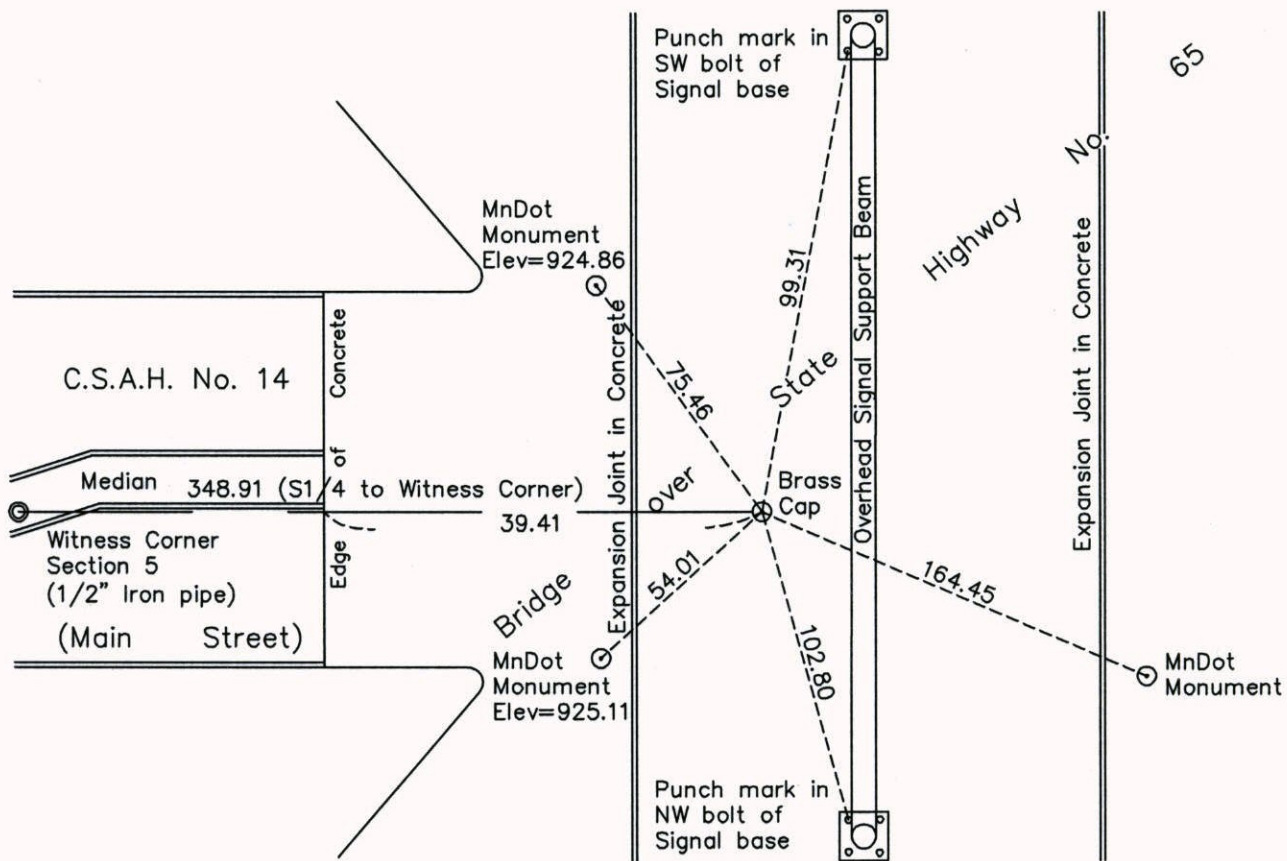 Punch mark in
SW bolt of
Signal base
65
No.
Highway
State
over
Bridge
MnDot
Monument
Elev=924.86
99.31
75.46
Overhead Signal Support Beam
Expansion Joint in Concrete
Expansion Joint in Concrete
C.S.A.H. No. 14
Edge of Concrete
Median
348.91 (S1/4 to Witness Corner)
39.41
Brass
Cap
Witness Corner
Section 5
(1/2" Iron pipe)
(Main Street)
54.01
164.45
102.80
MnDot
Monument
Elev=925.11
MnDot
Monument
Punch mark in
NW bolt of
Signal base